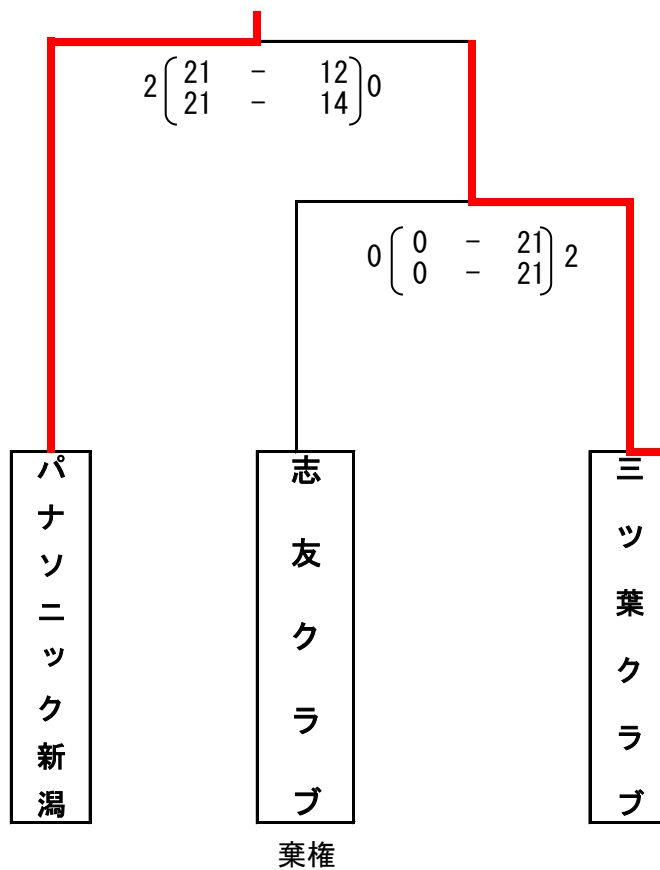 2 21 - 12 0
21 - 14
0 0 - 21 2
0 - 21
パナソニック新潟
志友クラブ
三ツ葉クラブ
棄権